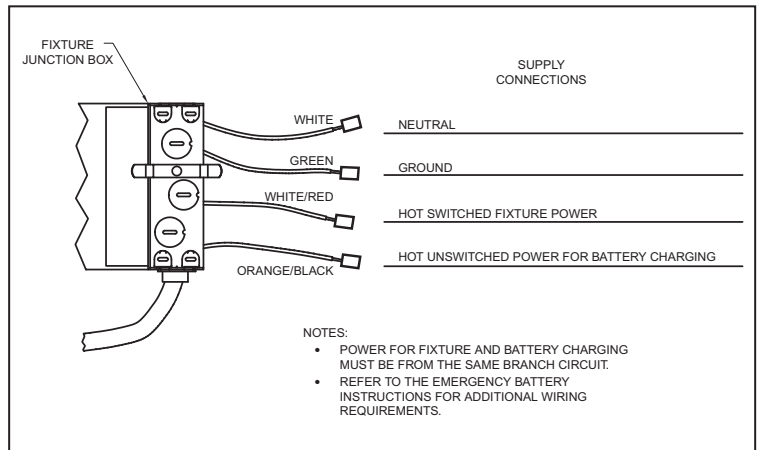 FIXTURE
JUNCTION BOX
SUPPLY
CONNECTIONS
WHITE
NEUTRAL
GREEN
GROUND
WHITE/RED
HOT SWITCHED FIXTURE POWER
ORANGE/BLACK
HOT UNSWITCHED POWER FOR BATTERY CHARGING
NOTES:
• POWER FOR FIXTURE AND BATTERY CHARGING
MUST BE FROM THE SAME BRANCH CIRCUIT.
• REFER TO THE EMERGENCY BATTERY
INSTRUCTIONS FOR ADDITIONAL WIRING
REQUIREMENTS.